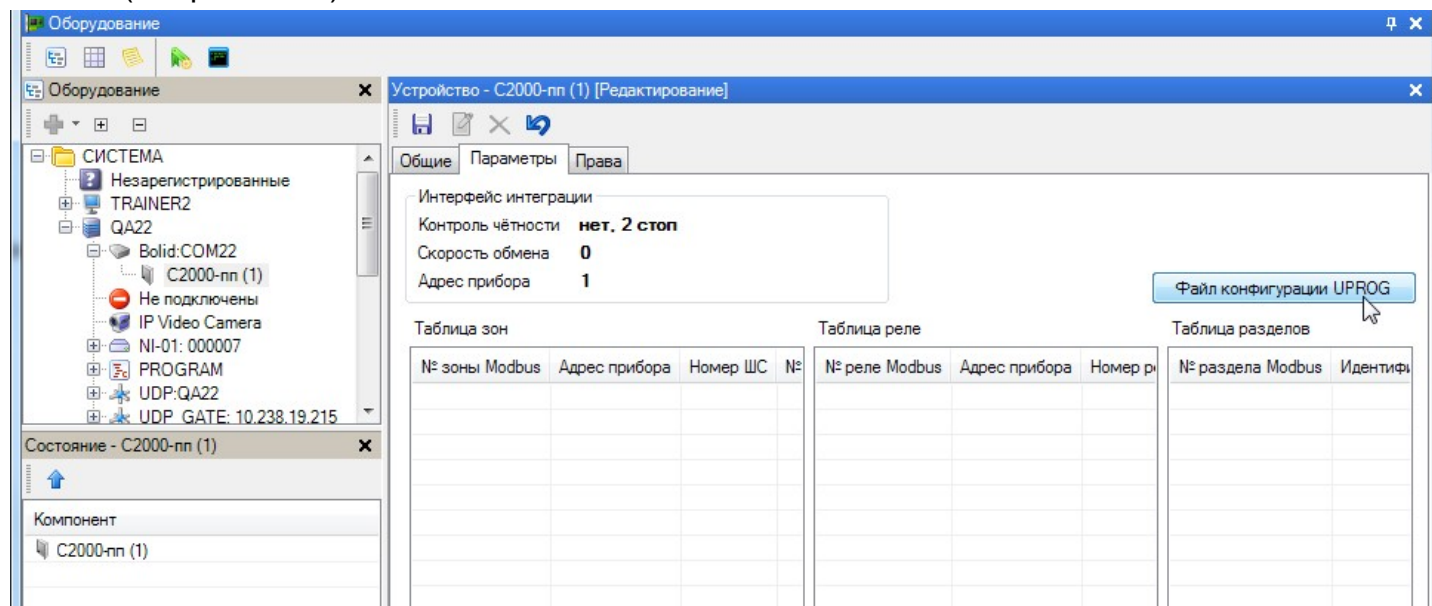 Оборудование
Оборудование
СИСТЕМА
Незарегистрированные
TRAINER2
QA22
Bolid:COM22
С2000-пп (1)
Не подключены
IP Video Camera
NI-01: 000007
PROGRAM
UDP:QA22
UDP_GATE: 10.238.19.215
Состояние - С2000-пп (1)
Компонент
С2000-пп (1)
Устройство - С2000-пп (1) [Редактирование]
Общие Параметры Права
Интерфейс интеграции
Контроль чётности нет, 2 стоп
Скорость обмена 0
Адрес прибора 1
Файл конфигурации UPROG
Таблица зон Таблица реле Таблица разделов
№ зоны Modbus Адрес прибора Номер ШС № № реле Modbus Адрес прибора Номер р № раздела Modbus Идентифи